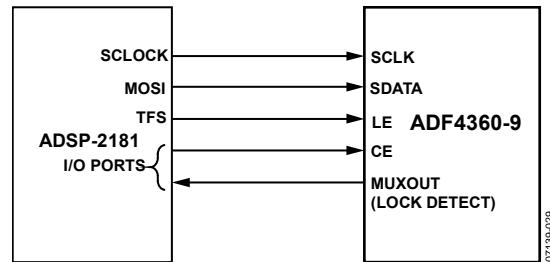 SCLOCK
MOSI
TFS
ADSP-2181
I/O PORTS
SCLK
SDATA
LE
ADF4360-9
CE
MUXOUT
(LOCK DETECT)
07139-029